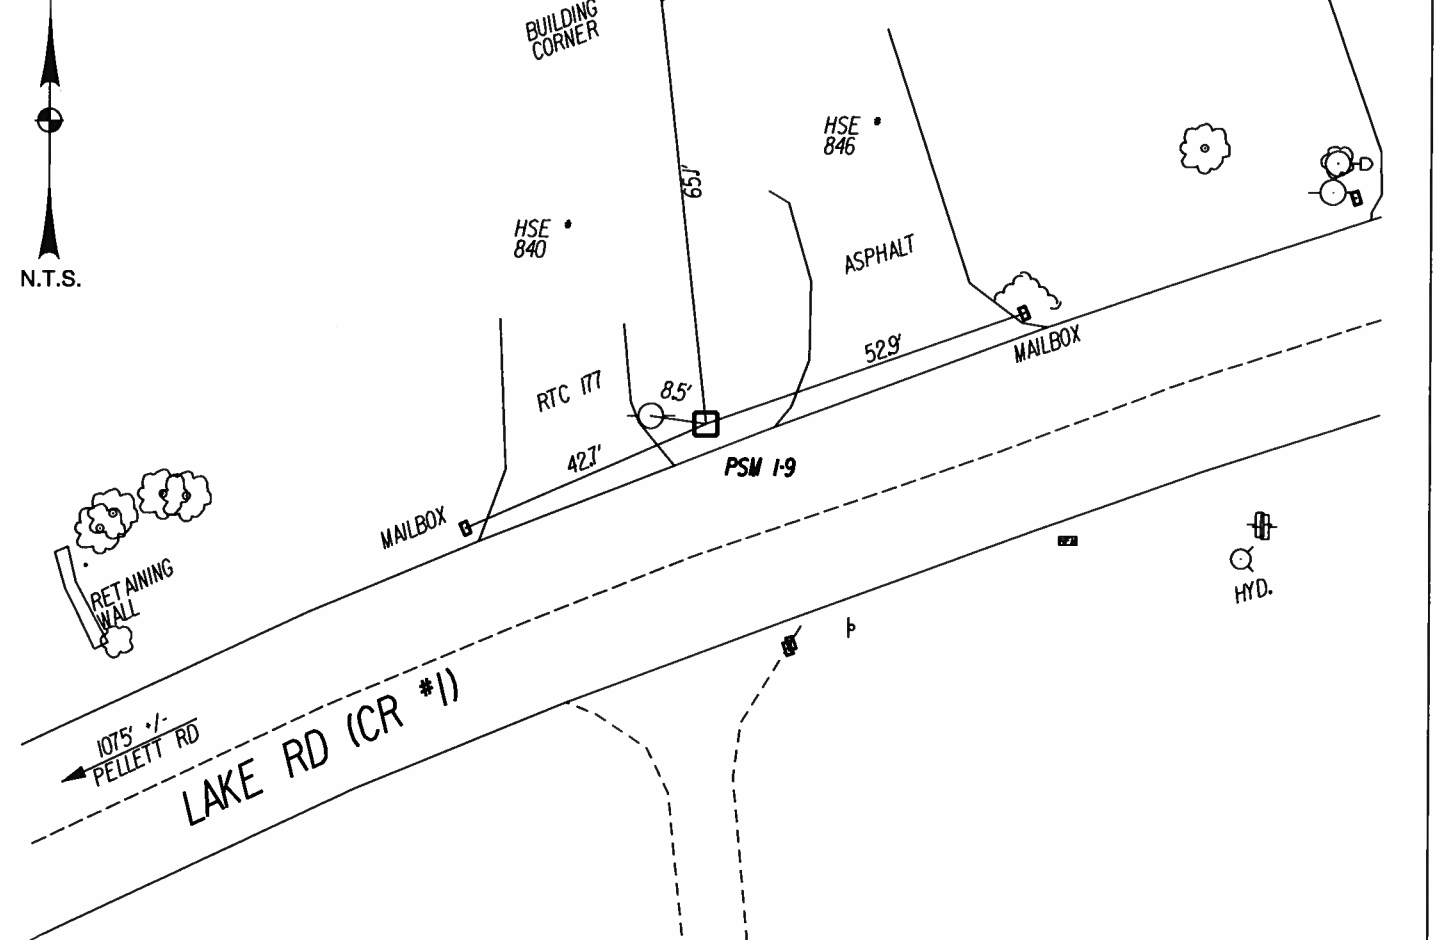 BUILDING
CORNER
N.T.S.
HSE
846
HSE
840
65.1'
ASPHALT
52.9'
MAILBOX
RTC 177
8.5'
42.7'
PSM 1-9
MAILBOX
RETAINING
WALL
HYD.
1075' +/-
PELLETT RD
LAKE RD (CR #1)